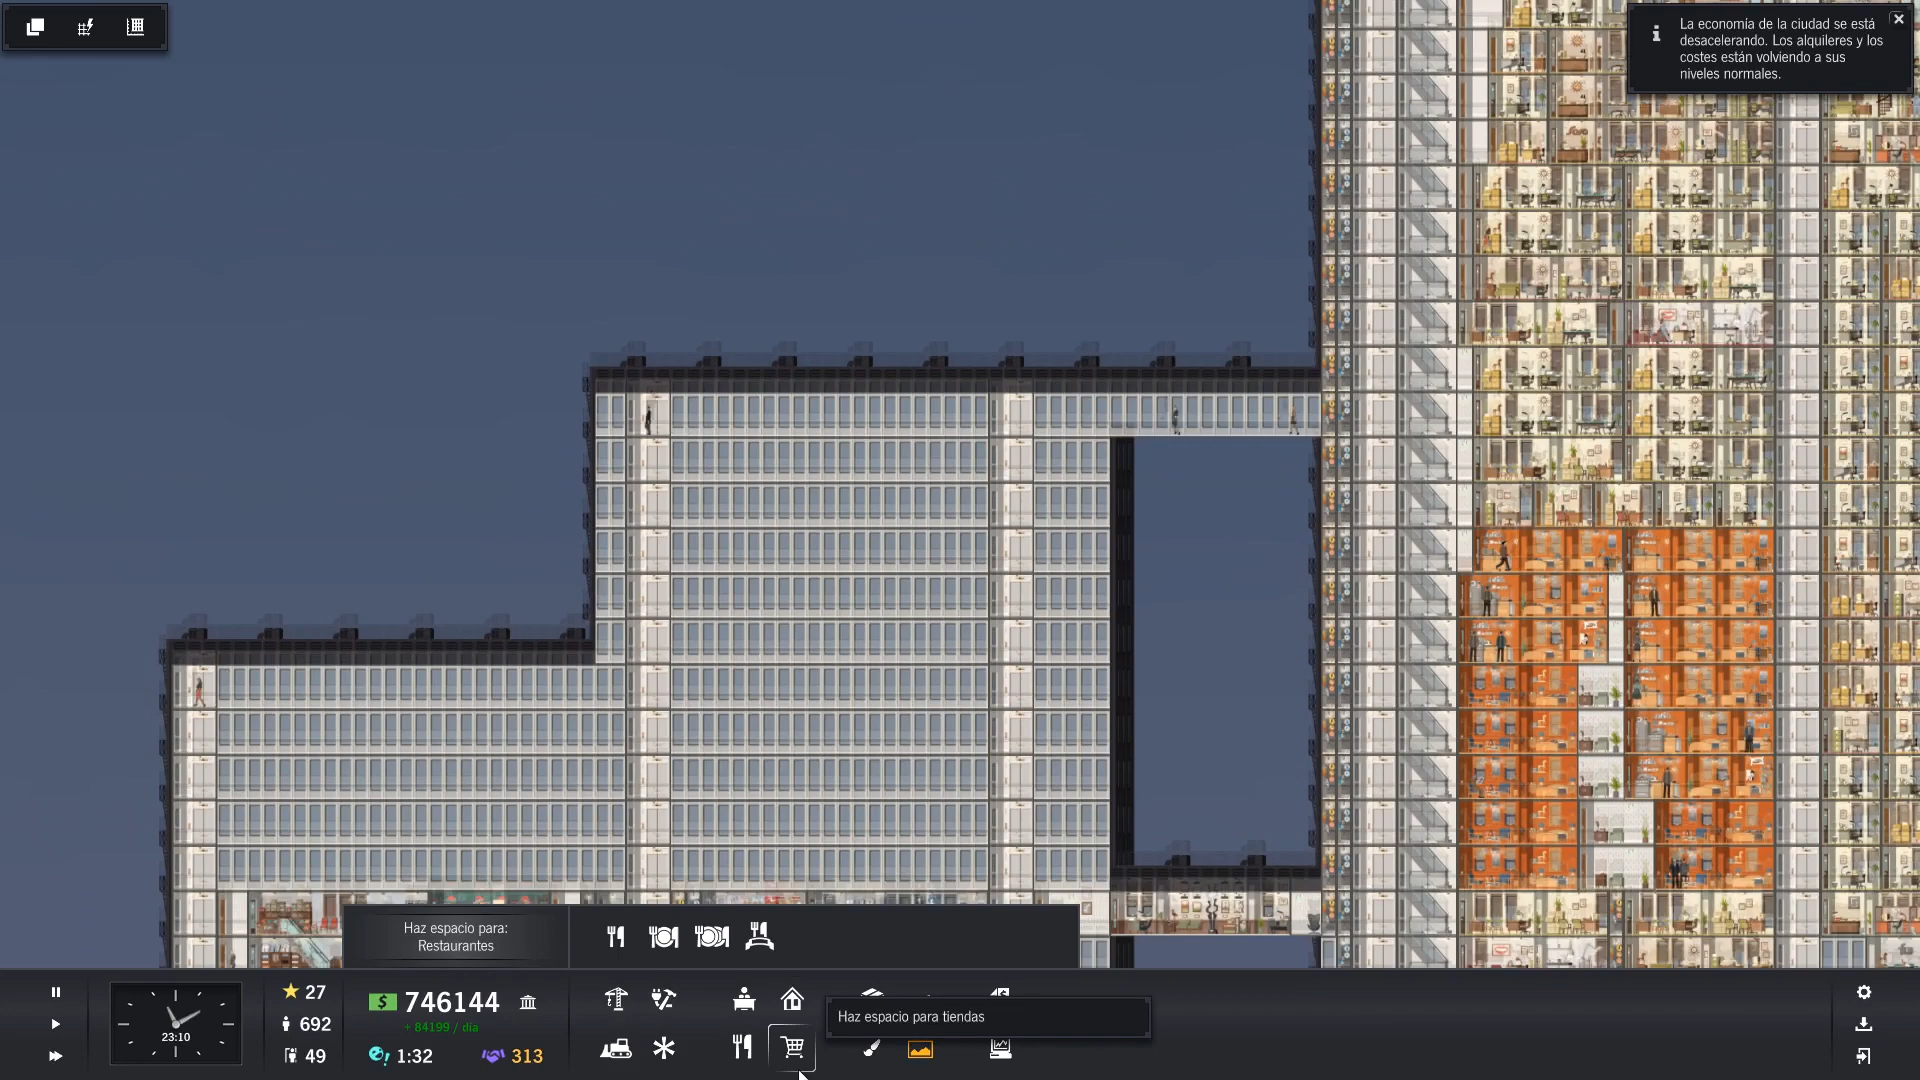 La economía de la ciudad se está
desacelerando. Los alquileres y los
costes están volviendo a sus
niveles normales.
Haz espacio para:
Restaurantes
Haz espacio para tiendas
23:10
27
692
49
$ 746144
+ 84199 / día
1:32
313